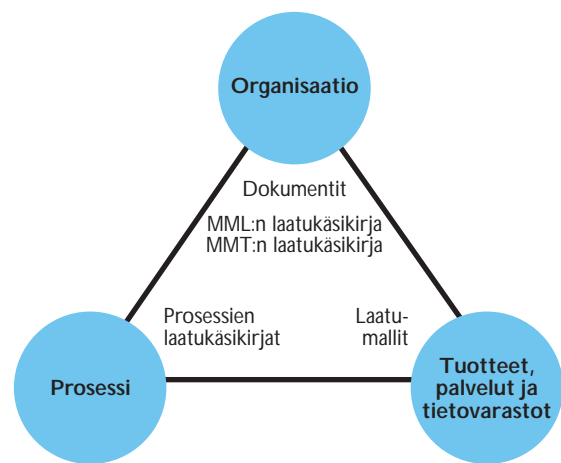 Organisaatio
Dokumentit
MML:n laatukäsikirja
MMT:n laatukäsikirja
Prosessien
laatukäsikirjat
Laatu-
mallit
Prosessi
Tuotteet,
palvelut ja
tietovarastot